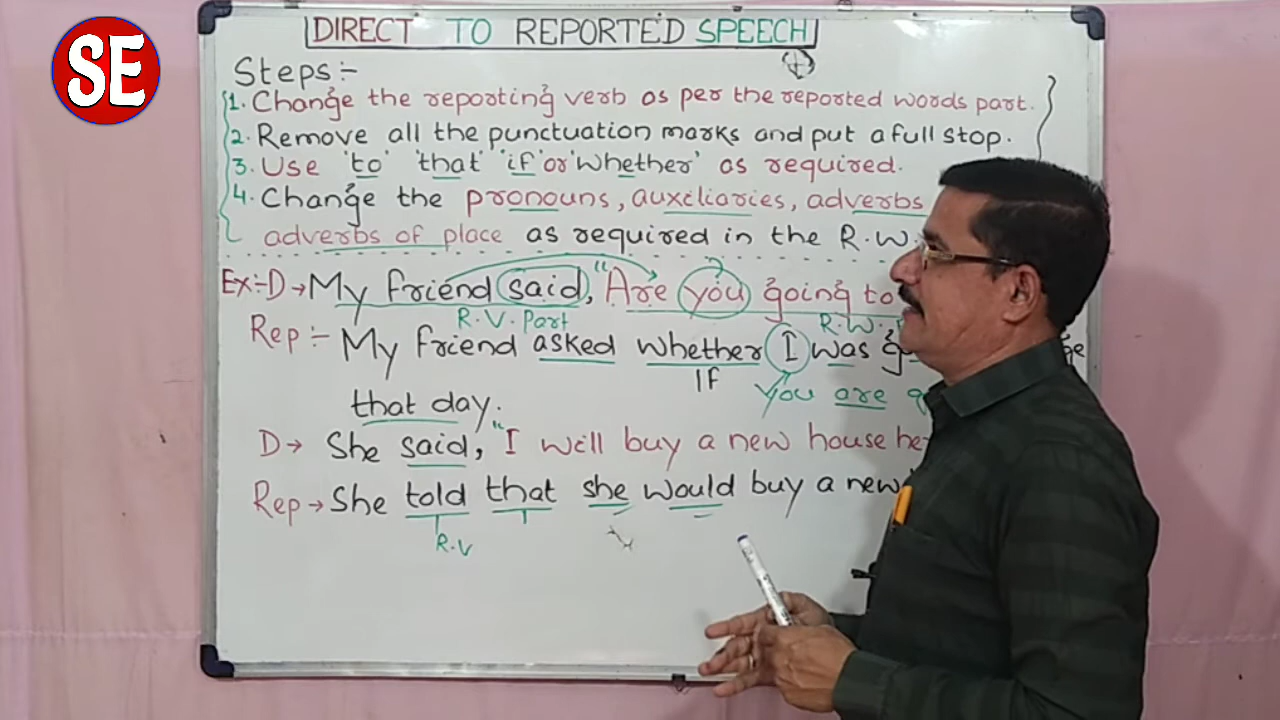 SE
DIRECT TO REPORTED SPEECH
Steps:-
1. Change the reporting verb as per the reported words part.
2. Remove all the punctuation marks and put a full stop.
3. Use 'to' 'that' 'if' or 'whether' as required.
4. Change the pronouns, auxiliaries, adverbs
adverbs of place as required in the R.W.
Ex:-D→ My friend said, "Are you going to
R.V. Part R.W.
Rep:- My friend asked whether I was
If
You are
that day.
D→ She said, "I will buy a new house
Rep→ She told that she would buy a new
R.V